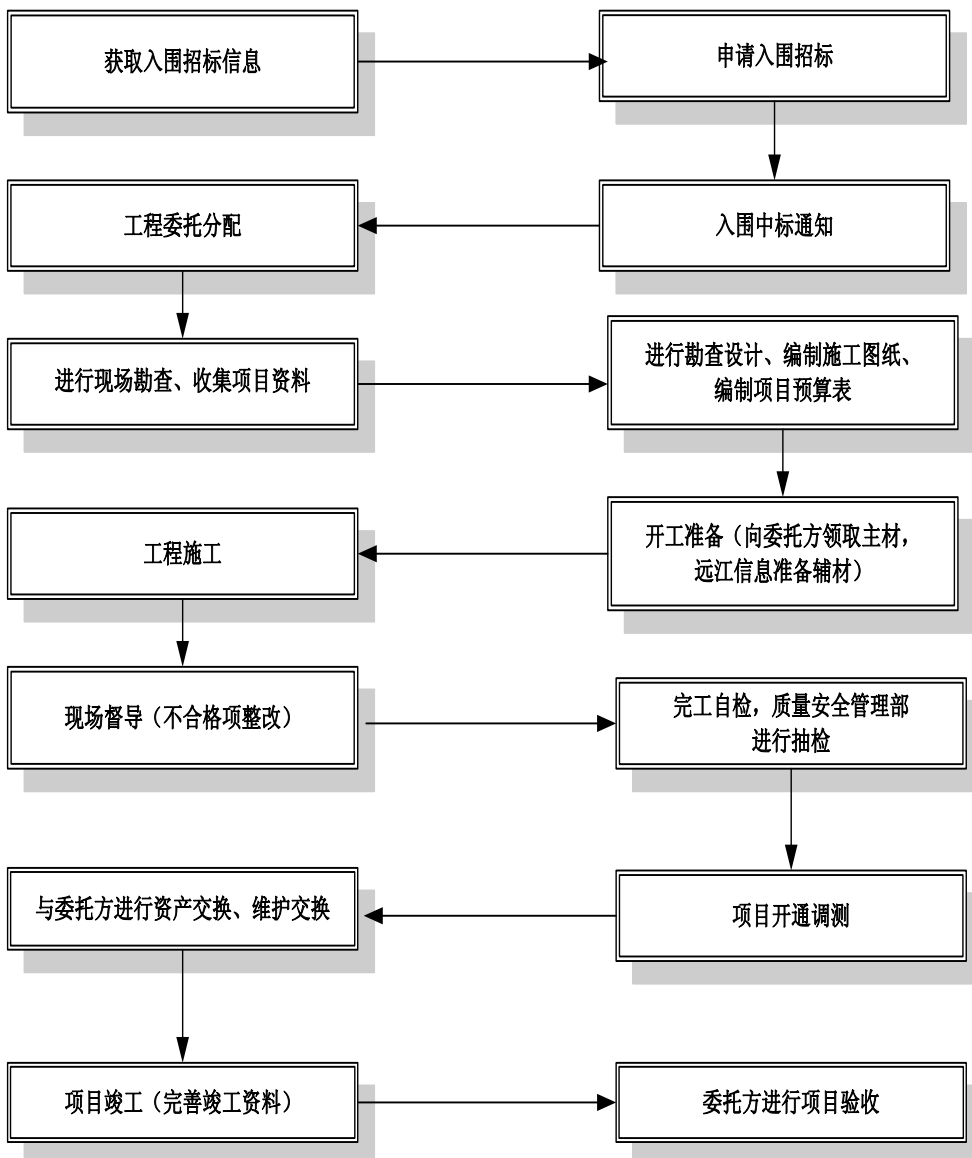 获取入围招标信息
申请入围招标
工程委托分配
入围中标通知
进行现场勘查、收集项目资料
进行勘查设计、编制施工图纸、
编制项目预算表
工程施工
开工准备（向委托方领取主材，
远江信息准备辅材）
现场督导（不合格项整改）
完工自检，质量安全管理部
进行抽检
与委托方进行资产交换、维护交换
项目开通调测
项目竣工（完善竣工资料）
委托方进行项目验收